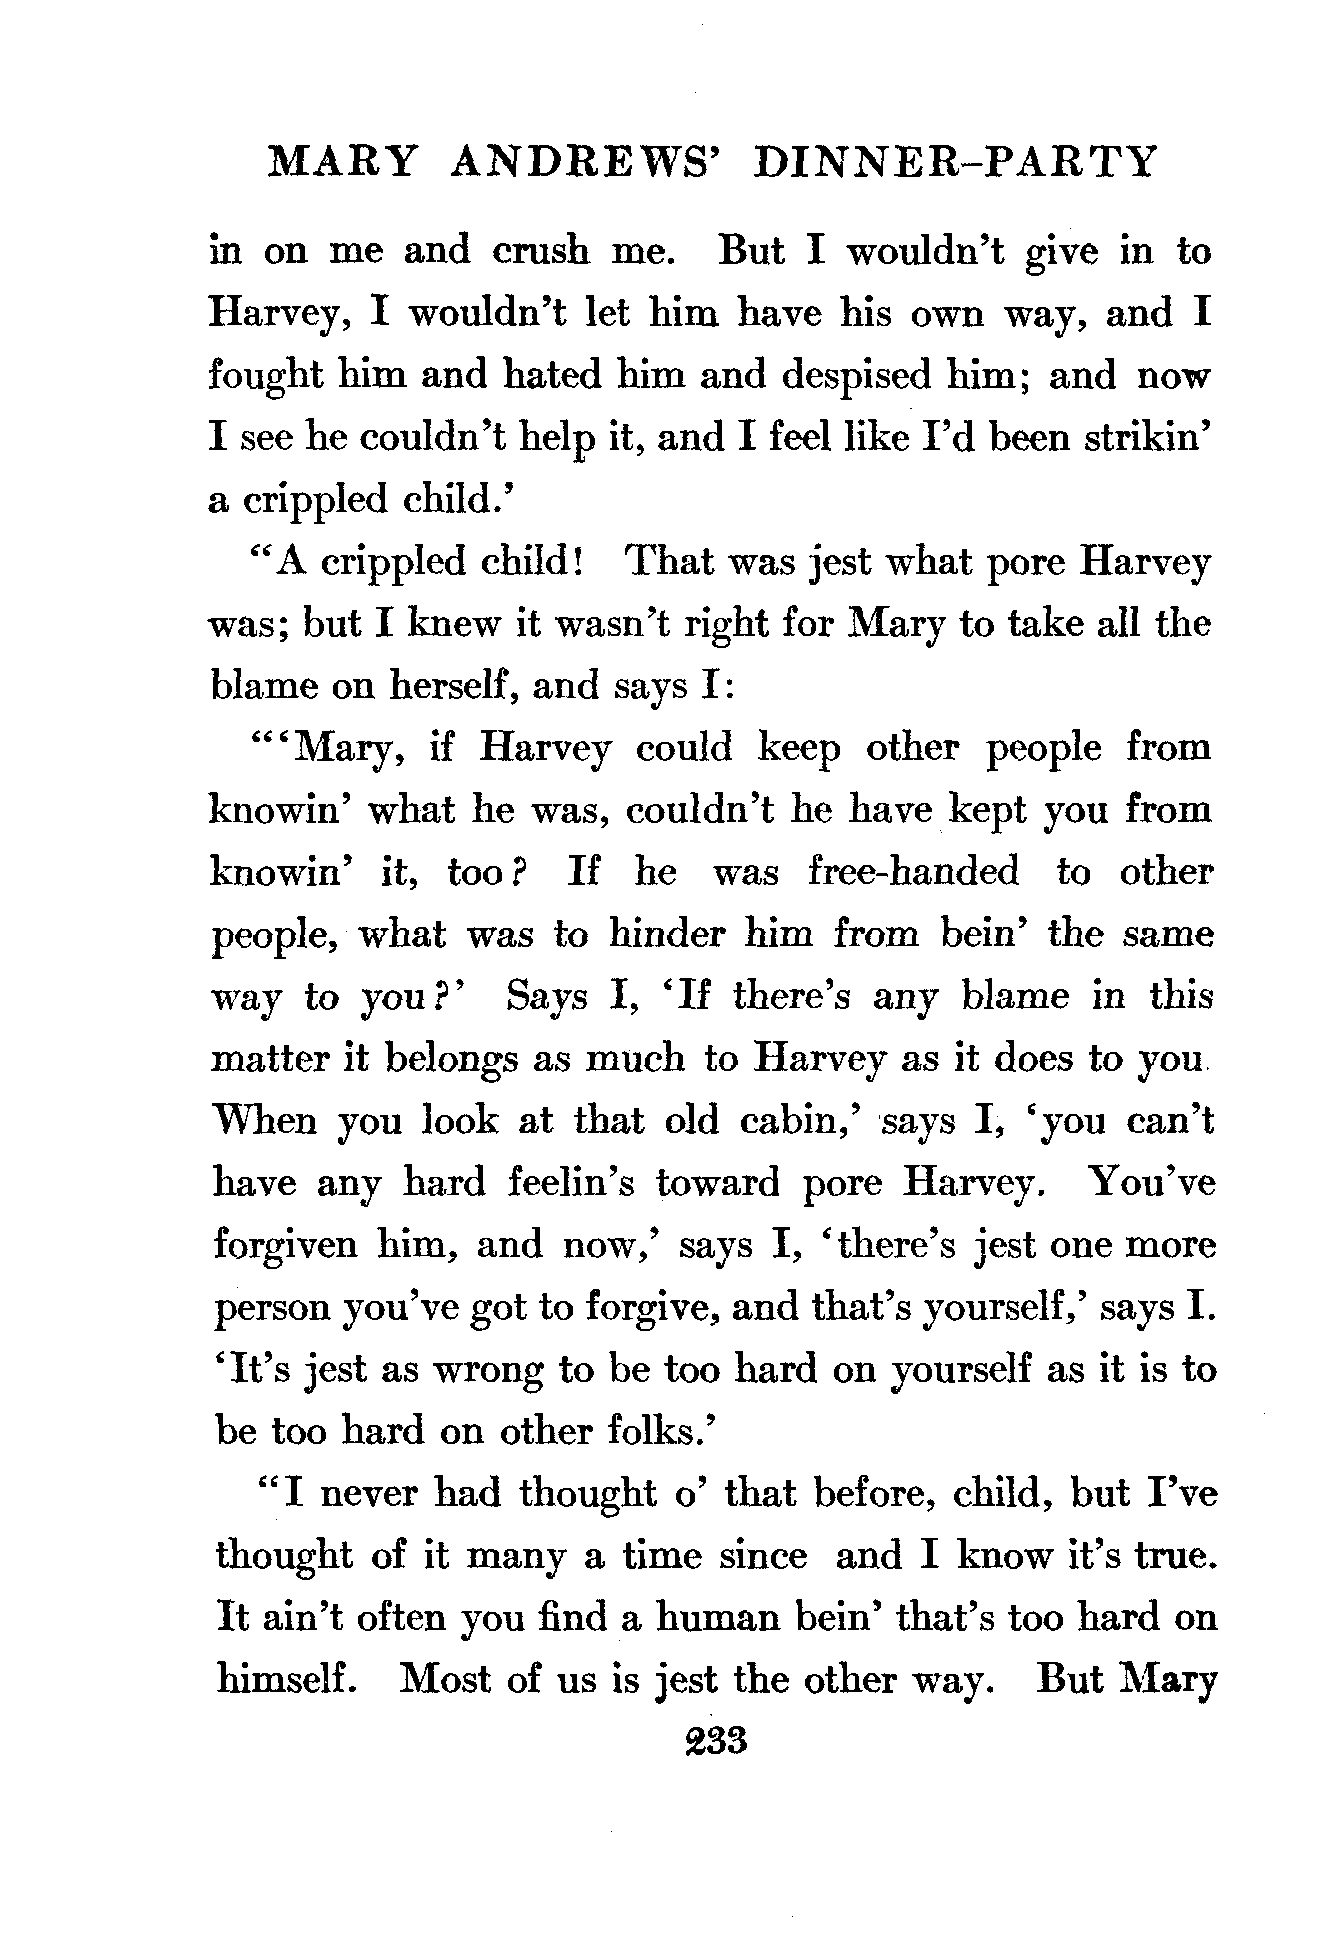 MARY ANDREWS’ DINNER-PARTY
in on me and crush me. But I wouldn’t give in to
Harvey, I wouldn’t let him have his own way, and I
fought him and hated him and despised him; and now
I see he couldn’t help it, and I feel like I’d been strikin’
a crippled child.’
“A crippled child! That was jest what pore Harvey
was; but I knew it wasn’t right for Mary to take all the
blame on herself, and says I:
“‘Mary, if Harvey could keep other people from
knowin’ what he was, couldn’t he have kept you from
knowin’ it, too? If he was free-handed to other
people, what was to hinder him from bein’ the same
way to you?’ Says I, ‘If there’s any blame in this
matter it belongs as much to Harvey as it does to you.
When you look at that old cabin,’ says I, ‘you can’t
have any hard feelin’s toward pore Harvey. You’ve
forgiven him, and now,’ says I, ‘there’s jest one more
person you’ve got to forgive, and that’s yourself,’ says I.
‘It’s jest as wrong to be too hard on yourself as it is to
be too hard on other folks.’
“I never had thought o’ that before, child, but I’ve
thought of it many a time since and I know it’s true.
It ain’t often you find a human bein’ that’s too hard on
himself. Most of us is jest the other way. But Mary
233